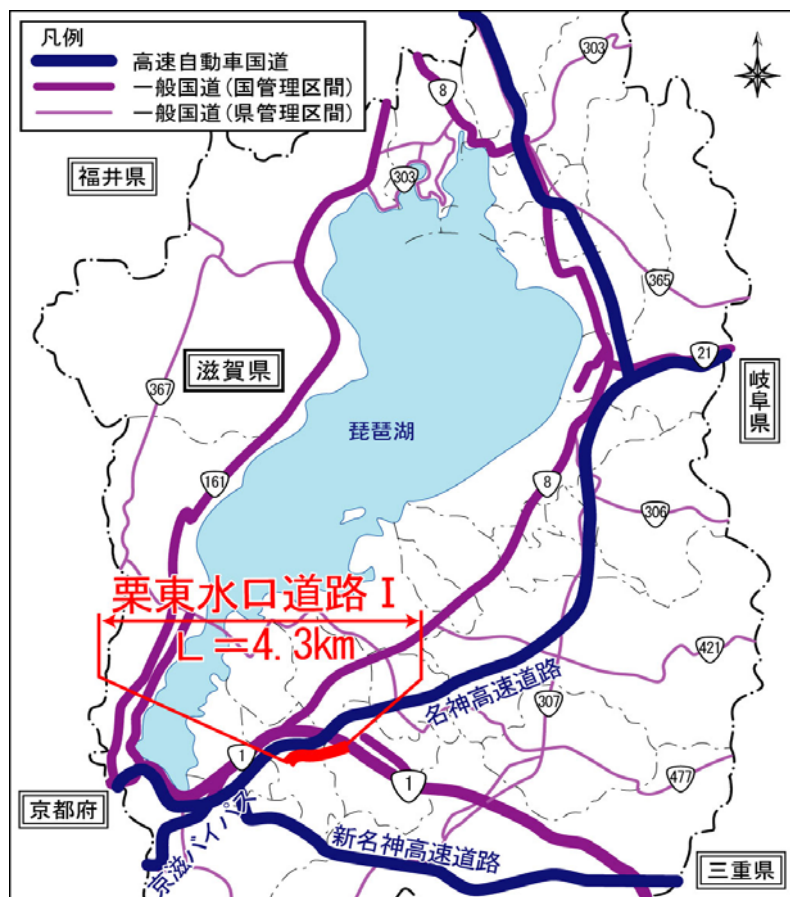 凡例
高速自動車国道
一般国道(国管理区間)
一般国道(県管理区間)
303
8
福井県
303
365
21
滋賀県
岐阜県
367
琵琶湖
161
8
306
栗東水口道路Ⅰ
L=4.3km
421
名神高速道路
307
1
1
477
京都府
京滋バイパス
新名神高速道路
三重県